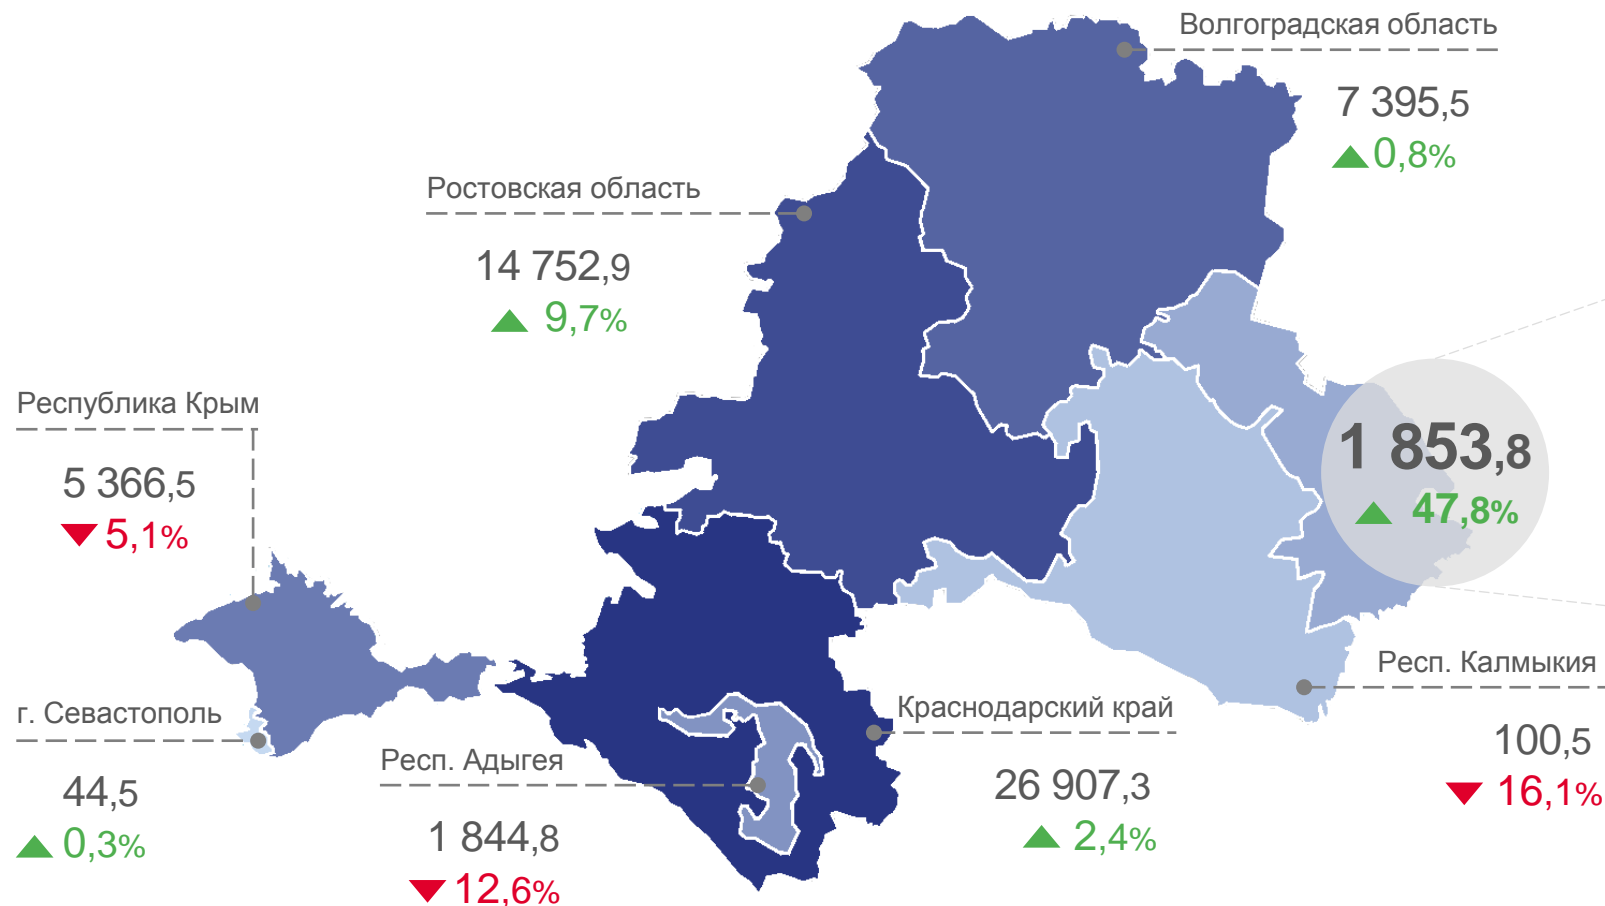 Волгоградская область
7 395,5
▲0,8%
Ростовская область
14 752,9
▲ 9,7%
Республика Крым
5 366,5
▼ 5,1%
1 853,8
▲ 47,8%
Респ. Калмыкия
100,5
▼ 16,1%
г. Севастополь
44,5
▲ 0,3%
Респ. Адыгея
1 844,8
▼ 12,6%
Краснодарский край
26 907,3
▲ 2,4%